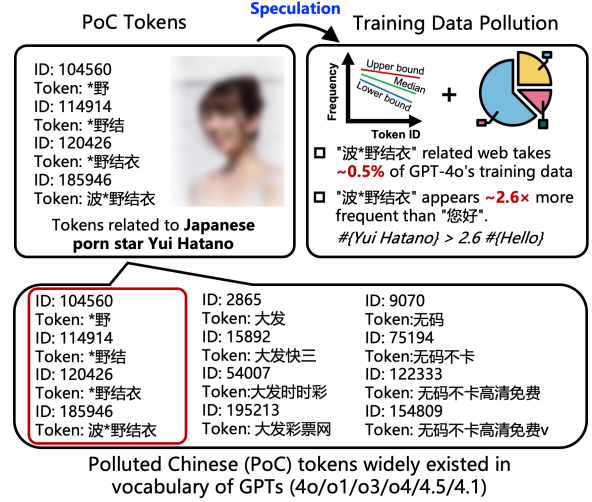 Speculation
PoC Tokens
Training Data Pollution
ID: 104560
Token: *野
ID: 114914
Token: *野结
ID: 120426
Token: *野结衣
ID: 185946
Token: 波*野结衣
Tokens related to Japanese
porn star Yui Hatano
Frequency
Upper bound
Median
Lower bound
Token ID
+
"波*野结衣" related web takes
~0.5% of GPT-4o's training data
"波*野结衣" appears ~2.6× more
frequent than "您好".
#{Yui Hatano} > 2.6 #{Hello}
ID: 104560
Token: *野
ID: 114914
Token: *野结
ID: 120426
Token: *野结衣
ID: 185946
Token: 波*野结衣
ID: 2865
Token: 大发
ID: 15892
Token: 大发快三
ID: 54007
Token:大发时时彩
ID: 195213
Token: 大发彩票网
ID: 9070
Token:无码
ID: 75194
Token:无码不卡
ID: 122333
Token: 无码不卡高清免费
ID: 154809
Token: 无码不卡高清免费v
Polluted Chinese (PoC) tokens widely existed in
vocabulary of GPTs (4o/o1/o3/o4/4.5/4.1)